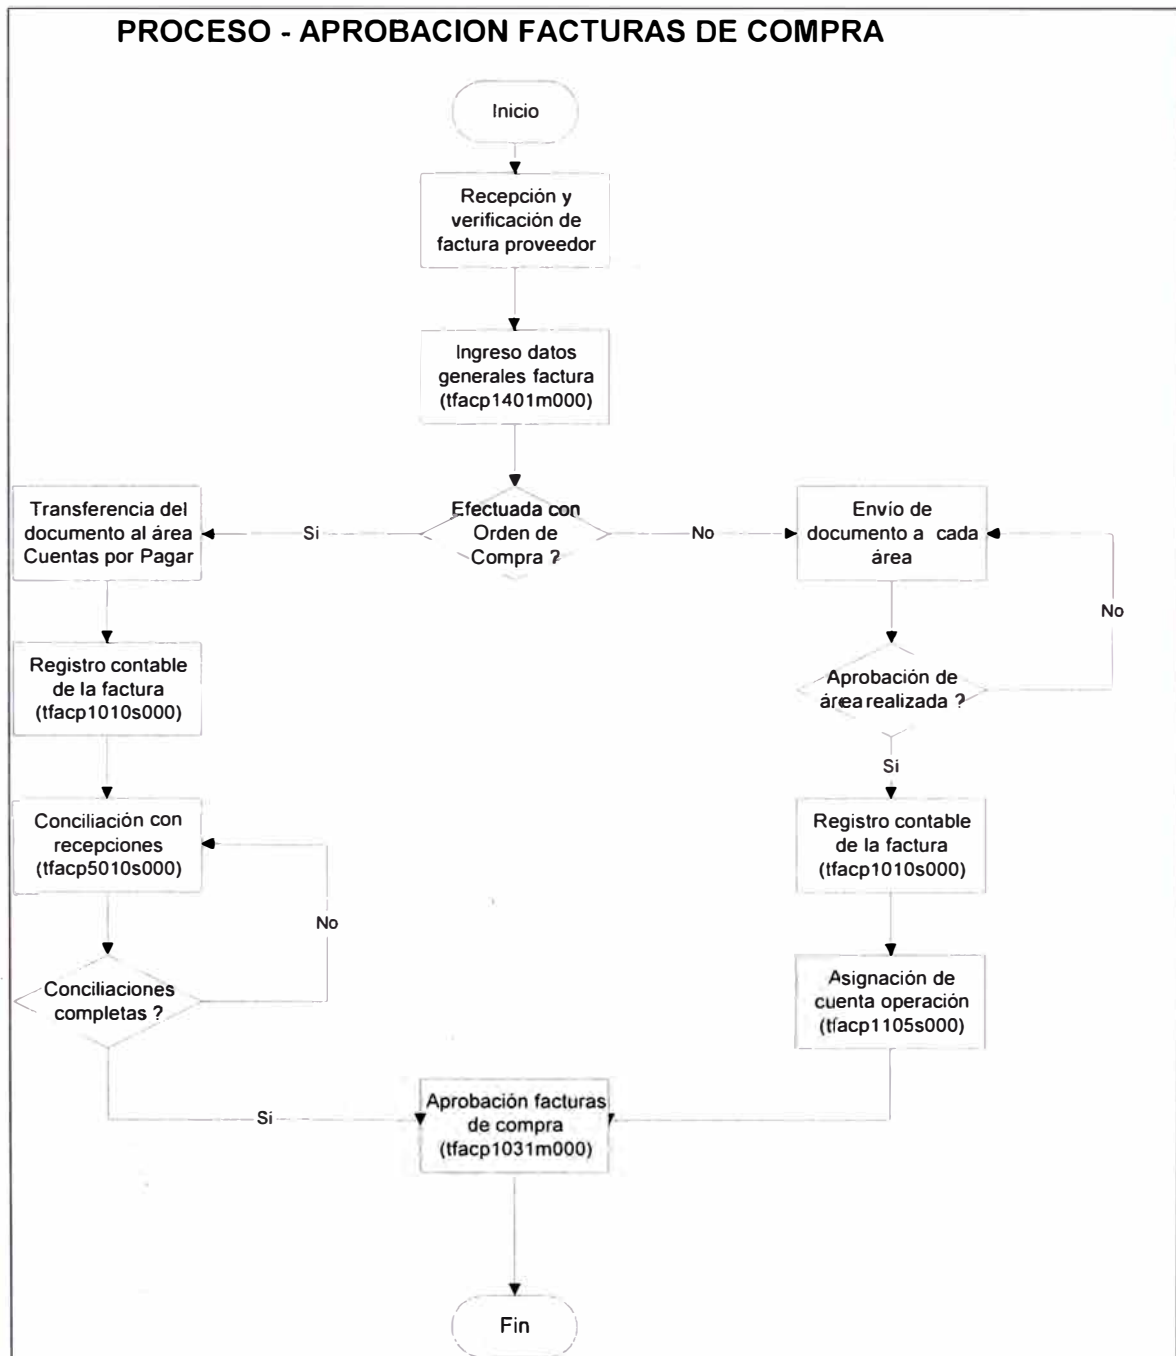 PROCESO - APROBACION FACTURAS DE COMPRA
Inicio
Recepción y
verificación de
factura proveedor
Ingreso datos
generales factura
(tfacp1401m000)
Efectuada con
Orden de
Compra ?
Si
No
Transferencia del
documento al área
Cuentas por Pagar
Registro contable
de la factura
(tfacp1010s000)
Conciliación con
recepciones
(tfacp5010s000)
No
Conciliaciones
completas ?
Si
Envío de
documento a cada
área
No
Aprobación de
área realizada ?
Si
Registro contable
de la factura
(tfacp1010s000)
Asignación de
cuenta operación
(tfacp1105s000)
Aprobación facturas
de compra
(tfacp1031m000)
Fin